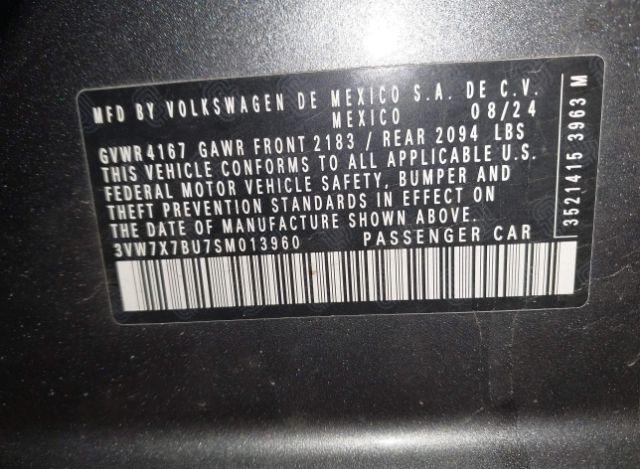 MFD BY VOLKSWAGEN DE MEXICO S.A. DE C.V.
MEXICO 08/24
GVWR 4167 GAWR FRONT 2183 / REAR 2094 LBS
THIS VEHICLE CONFORMS TO ALL APPLICABLE U.S.
FEDERAL MOTOR VEHICLE SAFETY, BUMPER AND
THEFT PREVENTION STANDARDS IN EFFECT ON
THE DATE OF MANUFACTURE SHOWN ABOVE.
3VW7X7BU7SM013960 PASSENGER CAR
3521415 3963 M